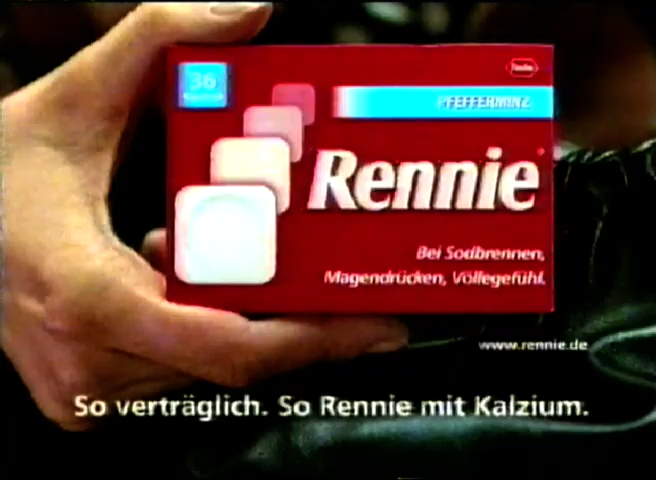 36
PFEFFERMINZ
Rennie
Bei Sodbrennen,
Magendrücken, Völlegefühl.
www.rennie.de
So verträglich. So Rennie mit Kalzium.